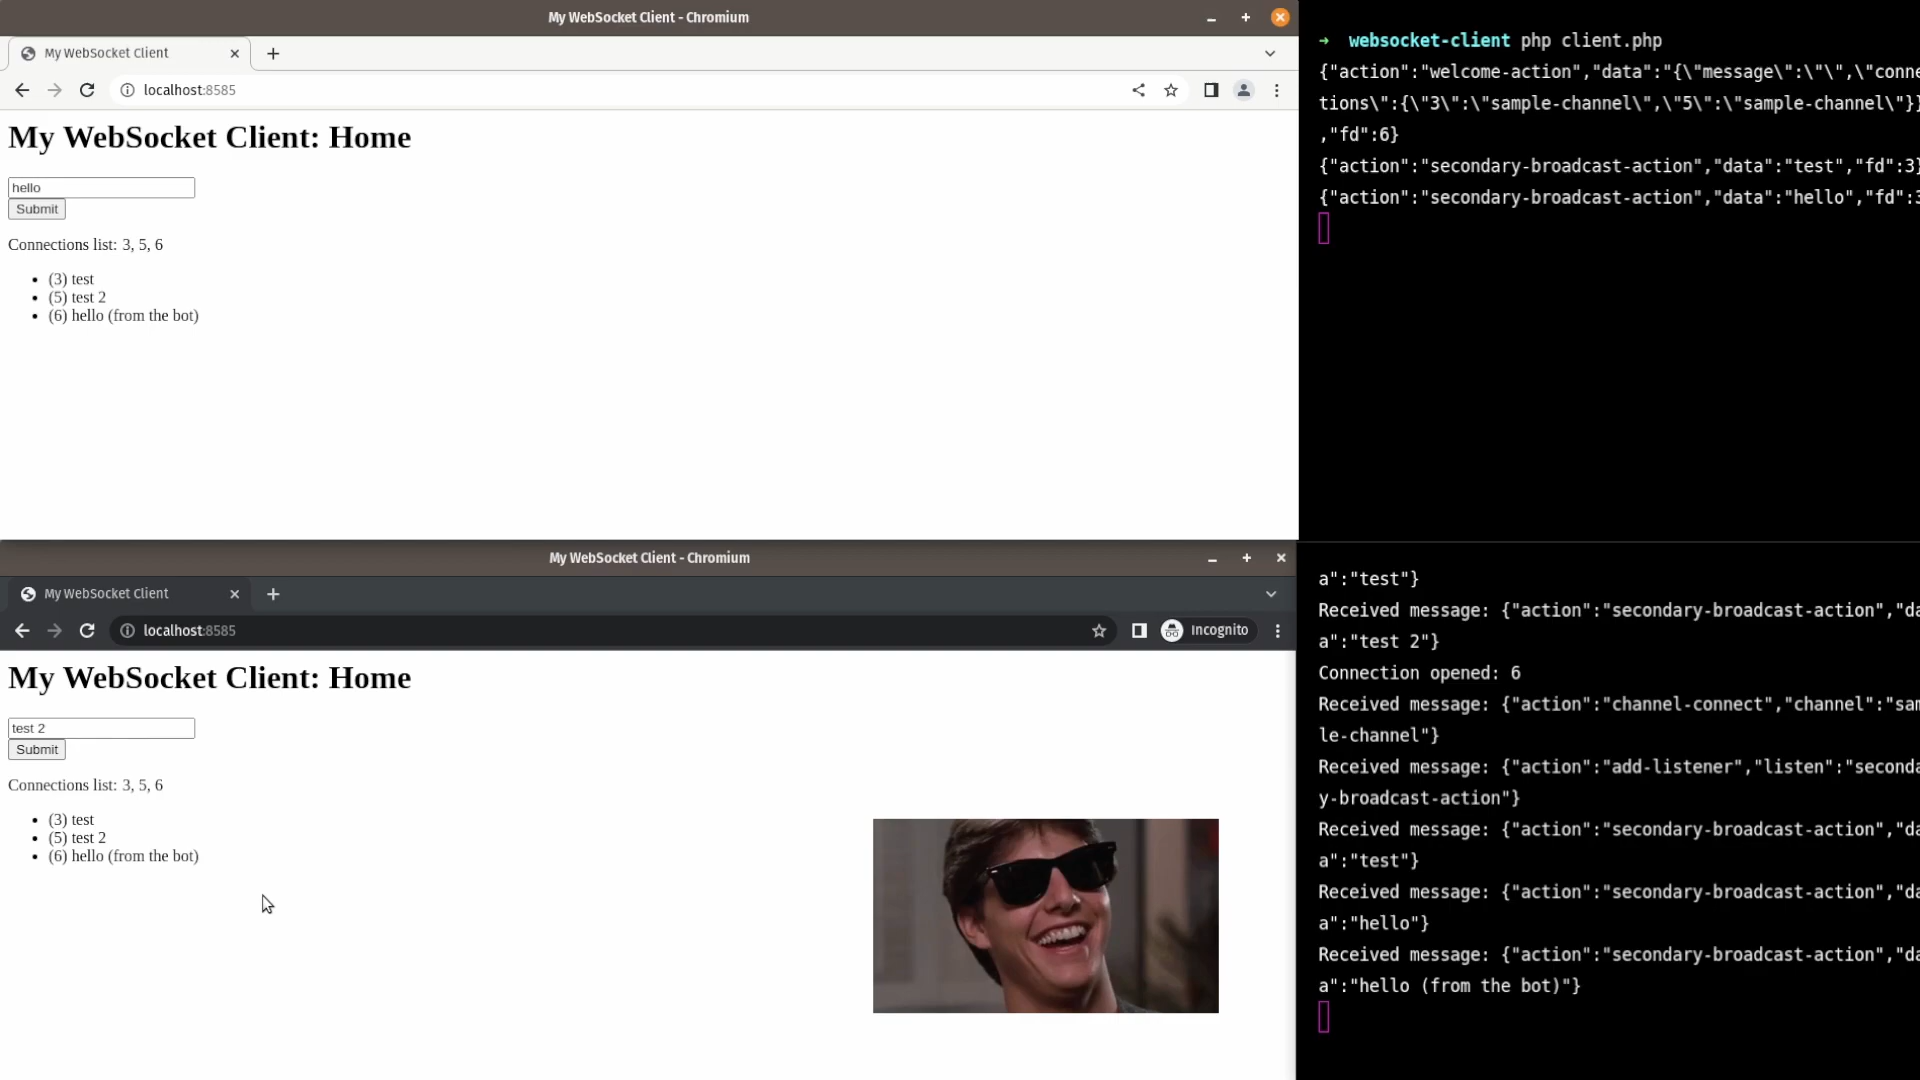 My WebSocket Client - Chromium
My WebSocket Client
localhost:8585
My WebSocket Client: Home
hello
Submit
Connections list: 3, 5, 6
(3) test
(5) test 2
(6) hello (from the bot)
→ websocket-client php client.php
{"action":"welcome-action","data":"{\"message\":\"\",\"conne
tions\":{\"3\":\"sample-channel\",\"5\":\"sample-channel\"}}
,"fd":6}
{"action":"secondary-broadcast-action","data":"test","fd":3}
{"action":"secondary-broadcast-action","data":"hello","fd":3
My WebSocket Client - Chromium
My WebSocket Client
localhost:8585
Incognito
My WebSocket Client: Home
test 2
Submit
Connections list: 3, 5, 6
(3) test
(5) test 2
(6) hello (from the bot)
a":"test"}
Received message: {"action":"secondary-broadcast-action","da
a":"test 2"}
Connection opened: 6
Received message: {"action":"channel-connect","channel":"sam
le-channel"}
Received message: {"action":"add-listener","listen":"seconda
y-broadcast-action"}
Received message: {"action":"secondary-broadcast-action","da
a":"test"}
Received message: {"action":"secondary-broadcast-action","da
a":"hello"}
Received message: {"action":"secondary-broadcast-action","da
a":"hello (from the bot)"}